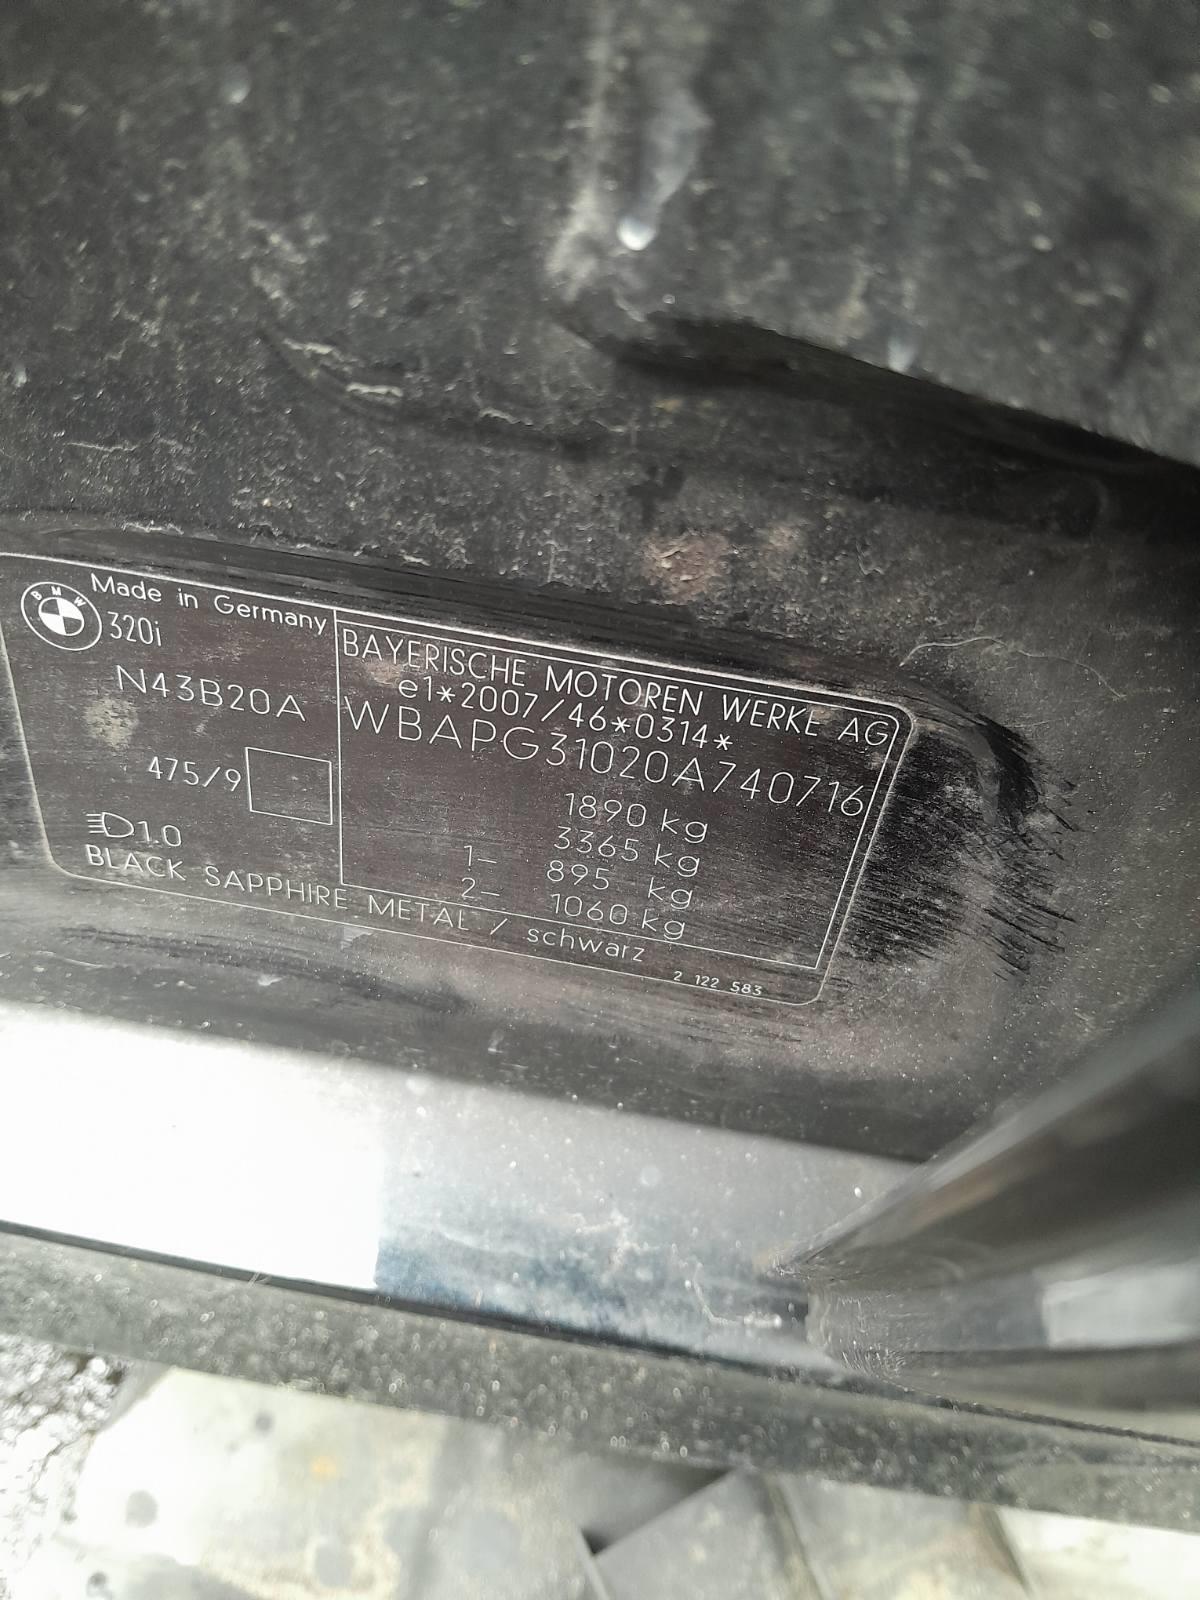 BMW
Made in Germany
320i
N43B20A
475/9
1.0
BAYERISCHE MOTOREN WERKE AG
e1*2007/46*0314*
WBAPG31020A740716
1890 kg
3365 kg
1- 895 kg
2- 1060 kg
BLACK SAPPHIRE METAL / schwarz
2 122 583